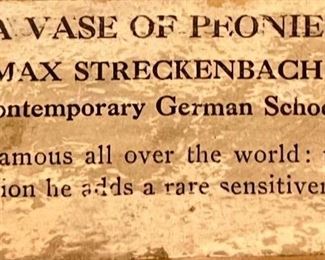 A VASE OF PEONIE
MAX STRECKENBACH
ontemporary German Schoo
amous all over the world:
ion he adds a rare sensitiven